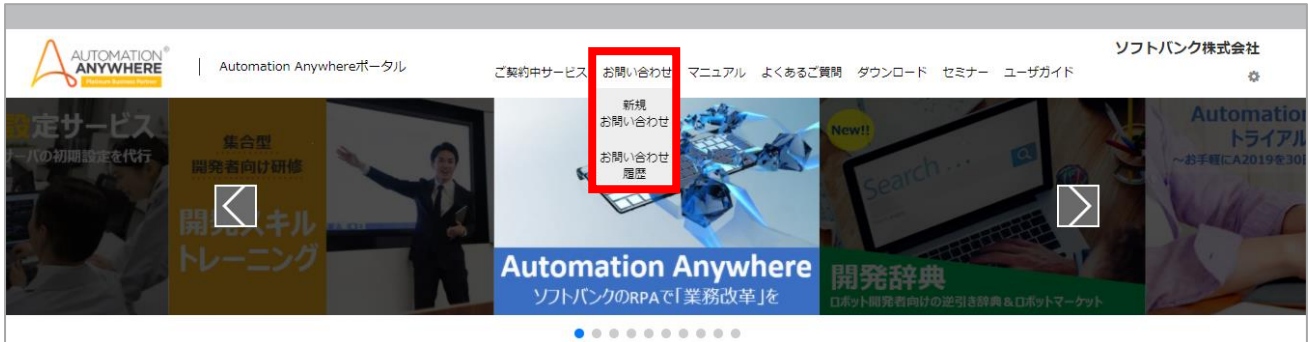 AUTOMATION®
ANYWHERE
Platinum Business Partner
Automation Anywhereポータル
ソフトバンク株式会社
ご契約中サービス お問い合わせ マニュアル よくあるご質問 ダウンロード セミナー ユーザガイド
新規
お問い合わせ
お問い合わせ
履歴
設定サービス
ーバの初期設定を代行
集合型
開発者向け研修
開発スキル
トレーニング
Automation Anywhere
ソフトバンクのRPAで「業務改革」を
New!!
Search...
開発辞典
ロボット開発者向けの逆引き辞典&ロボットマーケット
Automation
トライアル
~お手軽にA2019を30